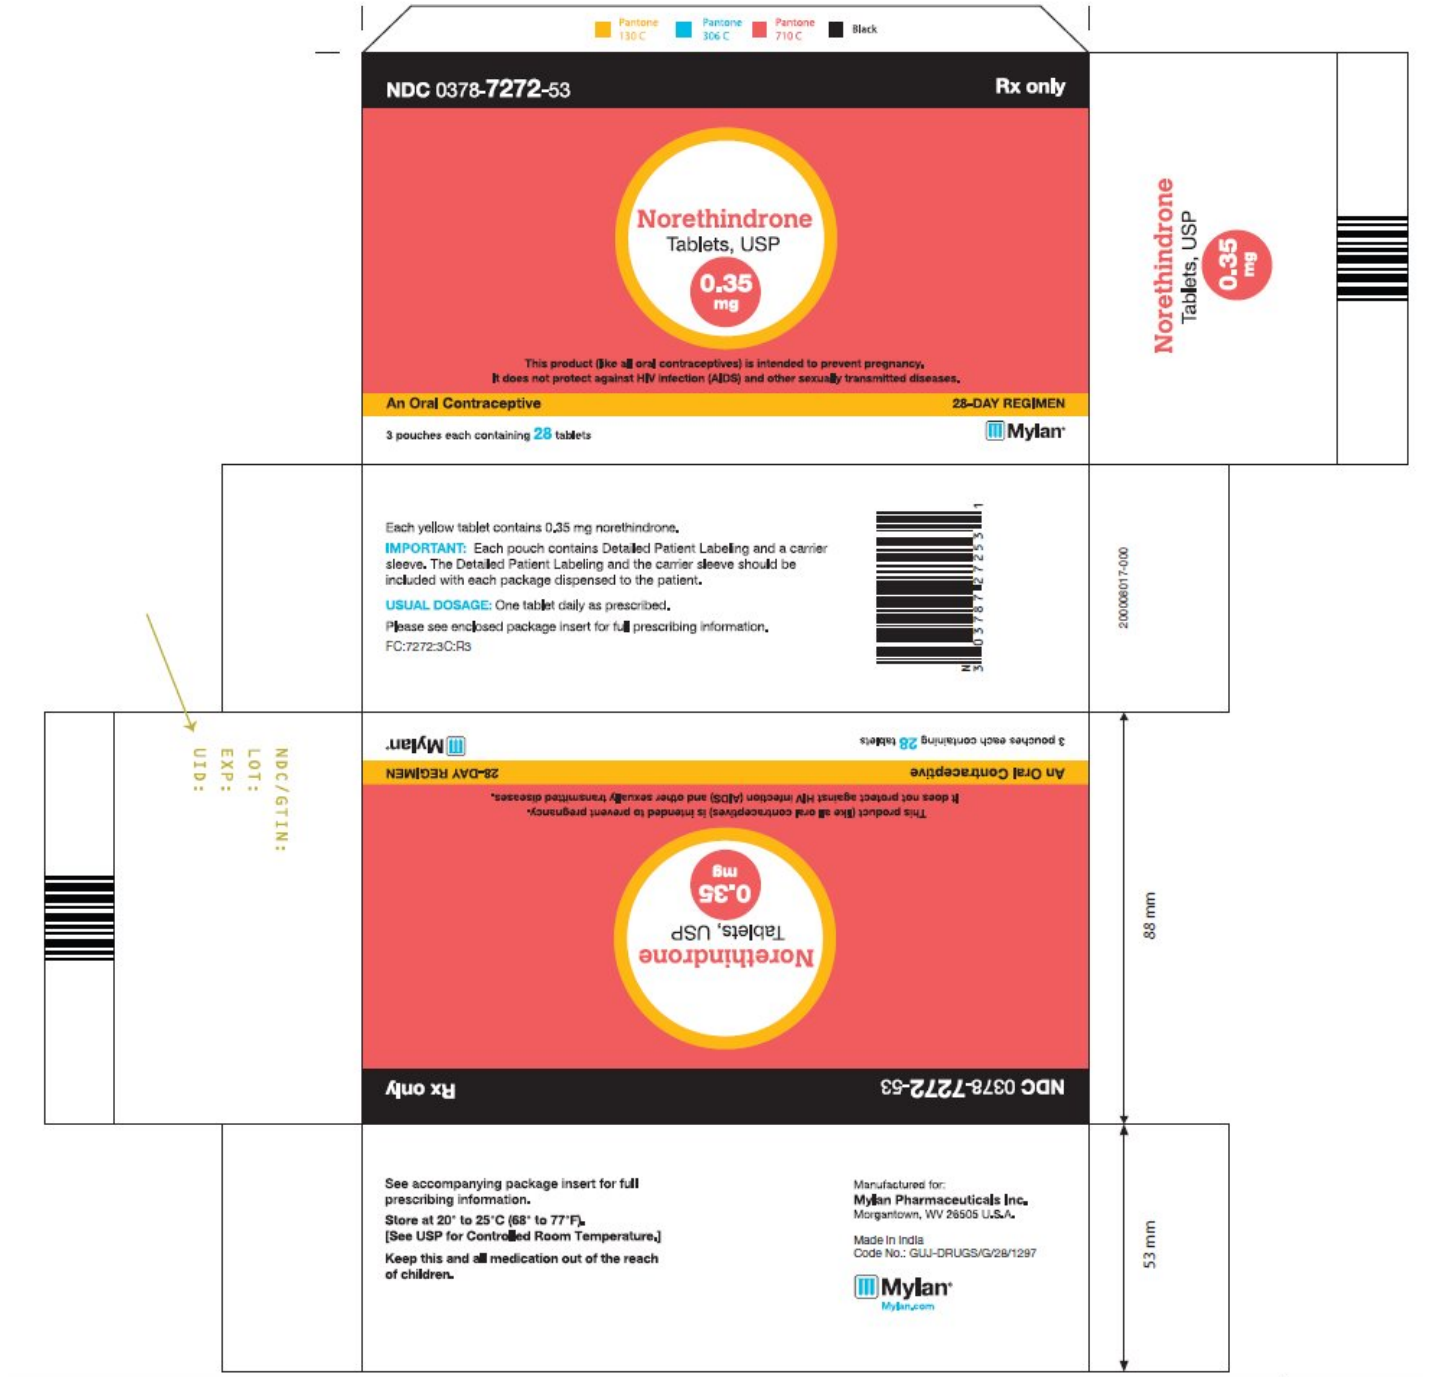 Pantone
130 C
Pantone
306 C
Pantone
710 C
Black
NDC 0378-7272-53
Rx only
Norethindrone
Tablets, USP
0.35
mg
This product (like all oral contraceptives) is intended to prevent pregnancy.
It does not protect against HIV infection (AIDS) and other sexually transmitted diseases.
An Oral Contraceptive
28-DAY REGIMEN
3 pouches each containing 28 tablets
Mylan®
Norethindrone
Tablets, USP
0.35
mg
Each yellow tablet contains 0.35 mg norethindrone.
IMPORTANT: Each pouch contains Detailed Patient Labeling and a carrier
sleeve. The Detailed Patient Labeling and the carrier sleeve should be
included with each package dispensed to the patient.
USUAL DOSAGE: One tablet daily as prescribed.
Please see enclosed package insert for full prescribing information.
FC:7272:3C:R3
N
3 0378727253 1
200008017-000
NDC/GTIN:
LOT:
EXP:
UID:
NDC 0378-7272-53
Rx only
Norethindrone
Tablets, USP
0.35
mg
This product (like all oral contraceptives) is intended to prevent pregnancy.
It does not protect against HIV infection (AIDS) and other sexually transmitted diseases.
An Oral Contraceptive
28-DAY REGIMEN
3 pouches each containing 28 tablets
Mylan®
88 mm
See accompanying package insert for full
prescribing information.
Store at 20° to 25°C (68° to 77°F).
[See USP for Controlled Room Temperature.]
Keep this and all medication out of the reach
of children.
Manufactured for:
Mylan Pharmaceuticals Inc.
Morgantown, WV 26505 U.S.A.
Made in India
Code No.: GUJ-DRUGS/G/28/1297
Mylan®
Mylan.com
53 mm